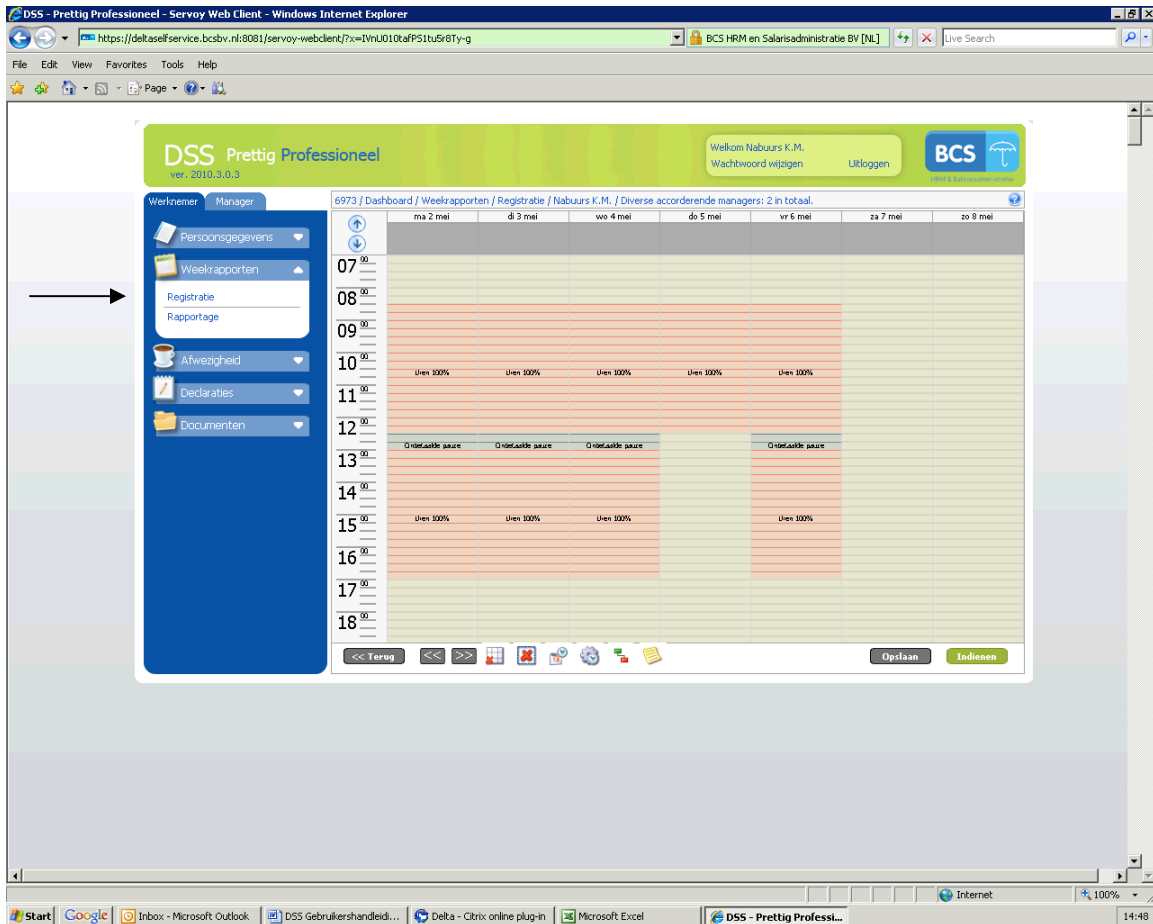 DSS - Prettig Professioneel - Servoy Web Client - Windows Internet Explorer
https://deltaselfservice.bcsbv.nl:8081/servoy-webclient/?x=IVnU010tafPS1tu5r8Ty-g
BCS HRM en Salarisadministratie BV [NL]
Live Search
File Edit View Favorites Tools Help
Page
DSS Prettig Professioneel
ver. 2010.3.0.3
Welkom Nabuurs K.M.
Wachtwoord wijzigen Uitloggen
BCS
HRM & Salarisadministratie
Werknemer Manager
6973 / Dashboard / Weekrapporten / Registratie / Nabuurs K.M. / Diverse accorderende managers: 2 in totaal.
ma 2 mei di 3 mei wo 4 mei do 5 mei vr 6 mei za 7 mei zo 8 mei
Persoonsgegevens
Weekrapporten
Registratie
Rapportage
Afwezigheid
Declaraties
Documenten
07 00
08 00
09 00
10 00
Uren 100% Uren 100% Uren 100% Uren 100% Uren 100%
11 00
12 00
Onbetaalde pauze Onbetaalde pauze Onbetaalde pauze Onbetaalde pauze
13 00
14 00
15 00
Uren 100% Uren 100% Uren 100% Uren 100%
16 00
17 00
18 00
<< Terug << >> Opslaan Indienen
Internet 100%
Start Google Inbox - Microsoft Outlook DSS Gebruikershandleidi... Delta - Citrix online plug-in Microsoft Excel DSS - Prettig Professi... 14:48